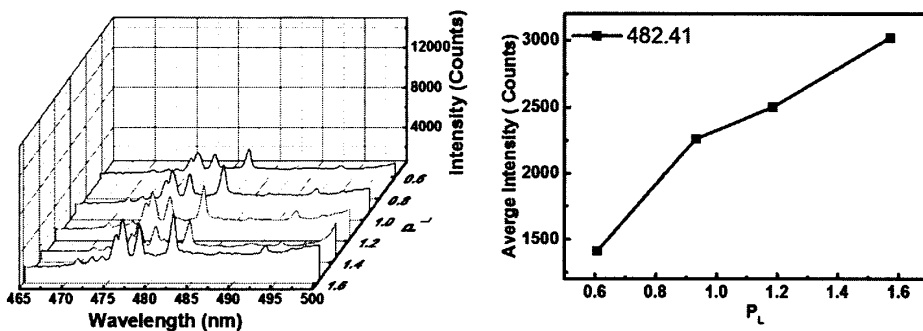 12000
8000
4000
Intensity (Counts)
0.6
0.8
1.0
1.2
1.4
1.6
P L
465 470 475 480 485 490 495 500
Wavelength (nm)
482.41
3000
2500
2000
1500
Averge Intensity ( Counts)
0.6 0.8 1.0 1.2 1.4 1.6
P L